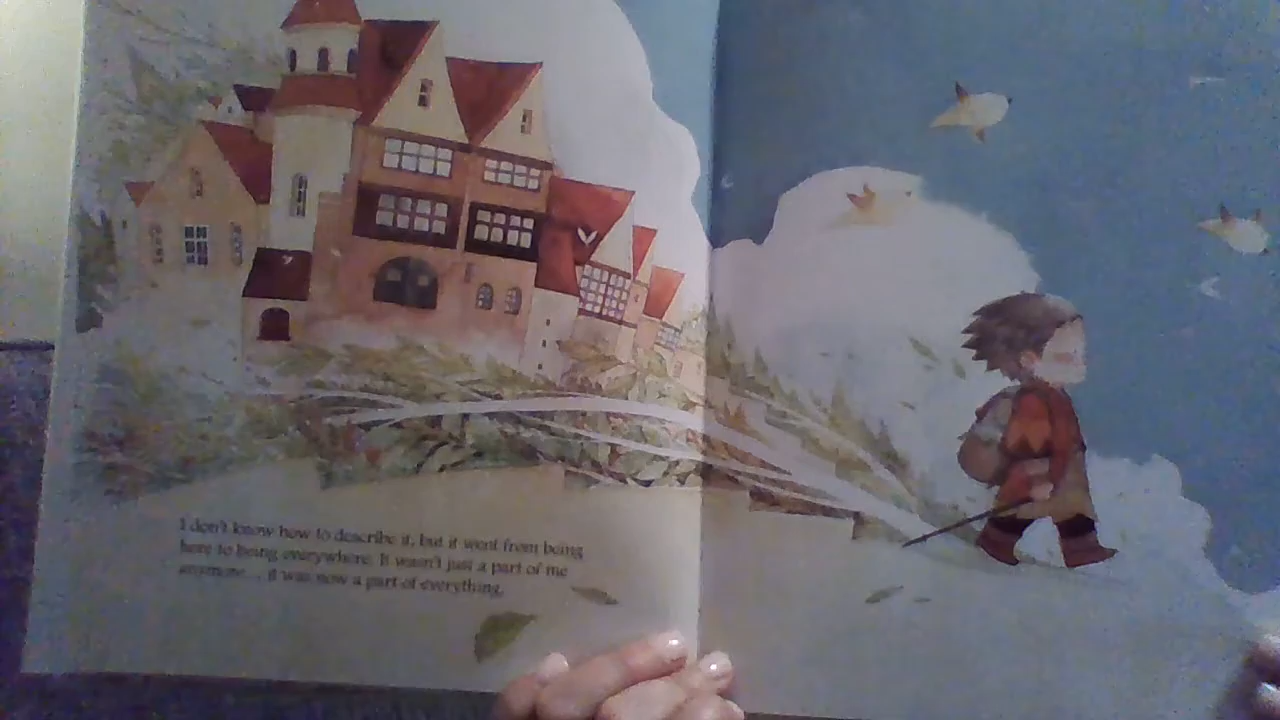 I don't know how to describe it, but it went from being
here to being everywhere. It wasn't just a part of me
anymore... it was now a part of everything.